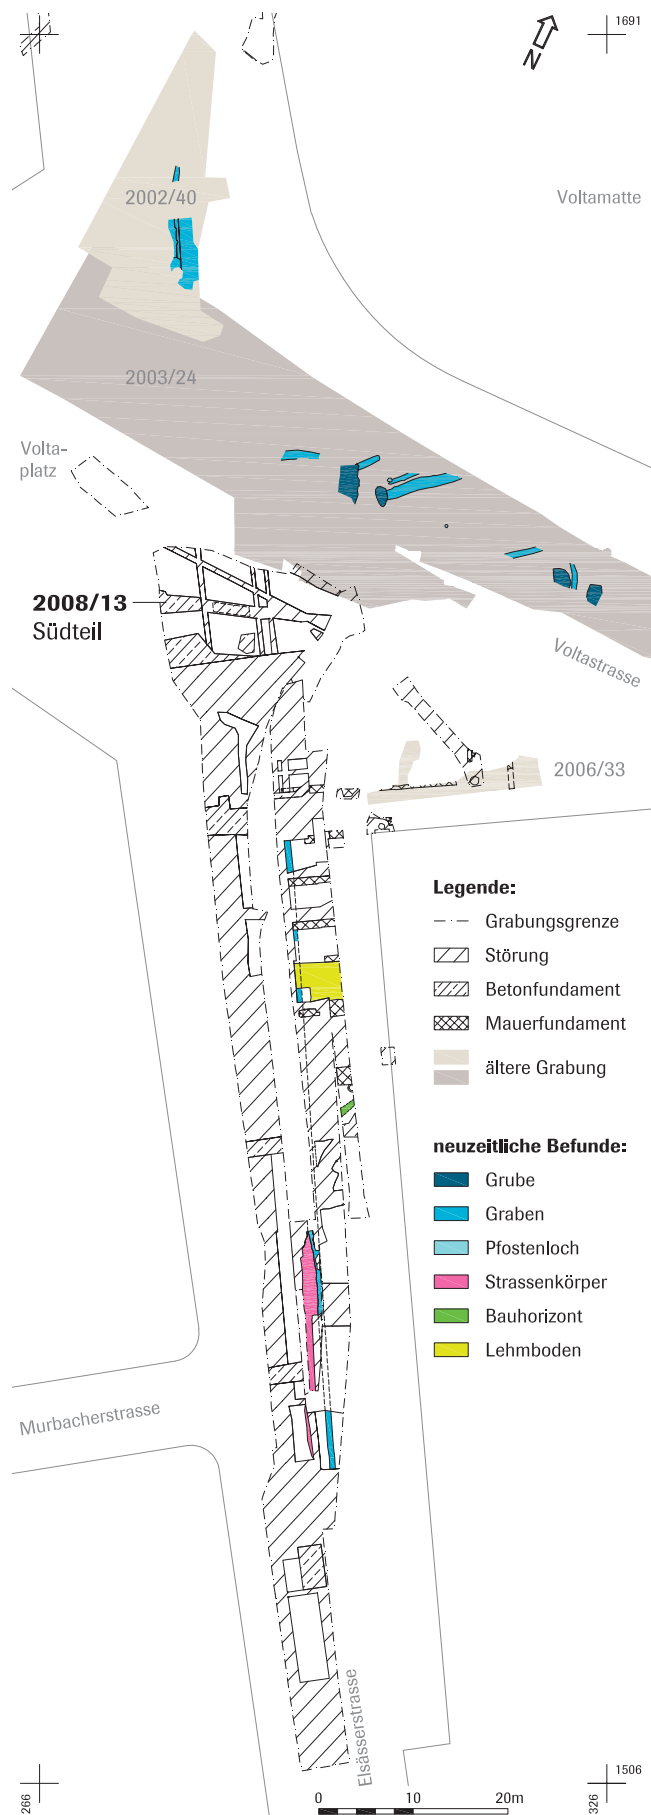 1691
N
2002/40
Voltamatte
2003/24
Volta-
platz
2008/13
Südteil
Voltastrasse
2006/33
Legende:
Grabungsgrenze
Störung
Betonfundament
Mauerfundament
ältere Grabung
neuzeitliche Befunde:
Grube
Graben
Pfostenloch
Strassenkörper
Bauhorizont
Lehmboden
Murbacherstrasse
Elsässerstrasse
1506
266
0 10 20m
326